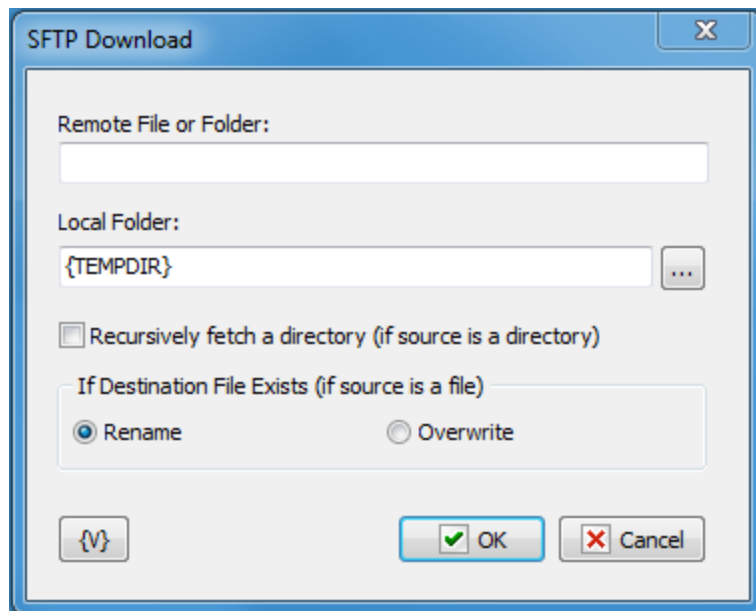 SFTP Download
Remote File or Folder:
Local Folder:
{TEMPDIR}
...
Recursively fetch a directory (if source is a directory)
If Destination File Exists (if source is a file)
Rename
Overwrite
{V}
OK
Cancel